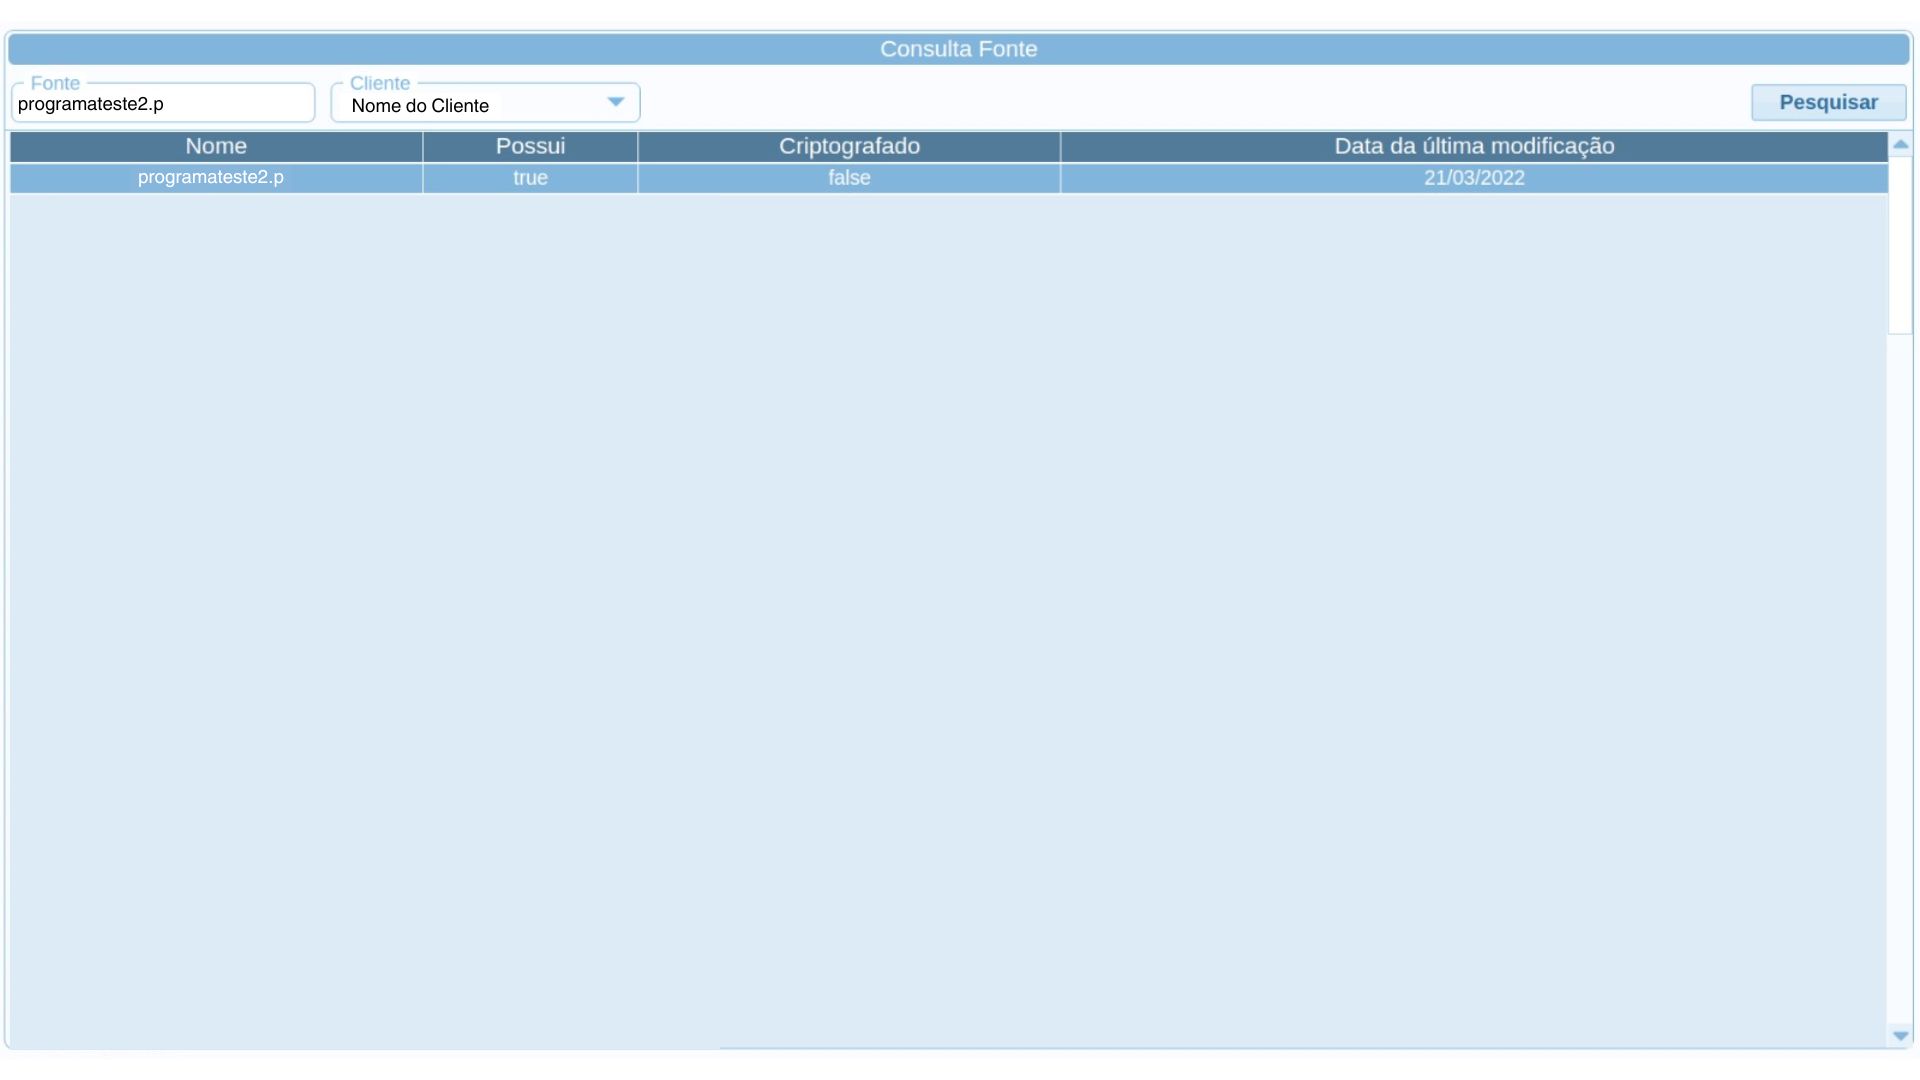 Consulta Fonte
Fonte
programateste2.p
Cliente
Nome do Cliente
Pesquisar
Nome Possui Criptografado Data da última modificação
programateste2.p true false 21/03/2022